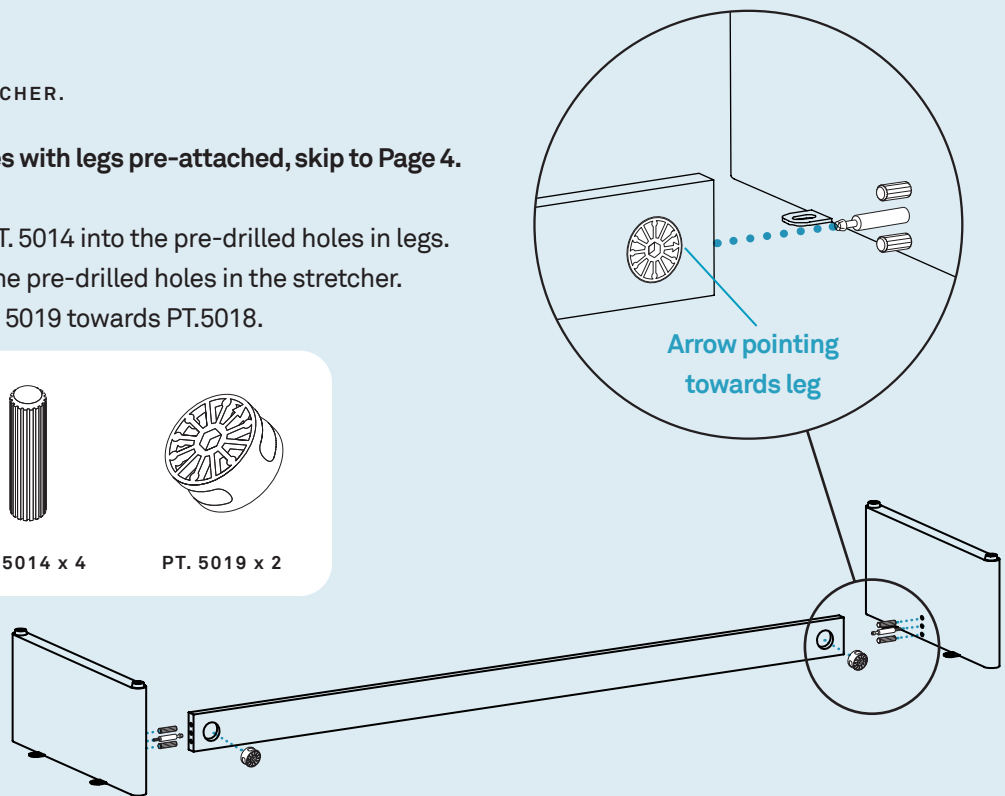 CHER.
es with legs pre-attached, skip to Page 4.
T. 5014 into the pre-drilled holes in legs.
he pre-drilled holes in the stretcher.
5019 towards PT.5018.
5014 x 4
PT. 5019 x 2
Arrow pointing
towards leg